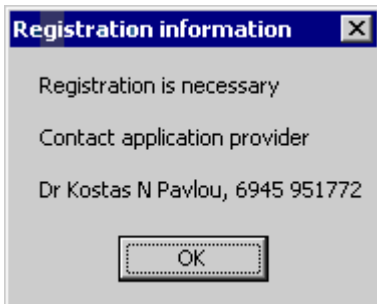 Registration information
Registration is necessary
Contact application provider
Dr Kostas N Pavlou, 6945 951772
OK